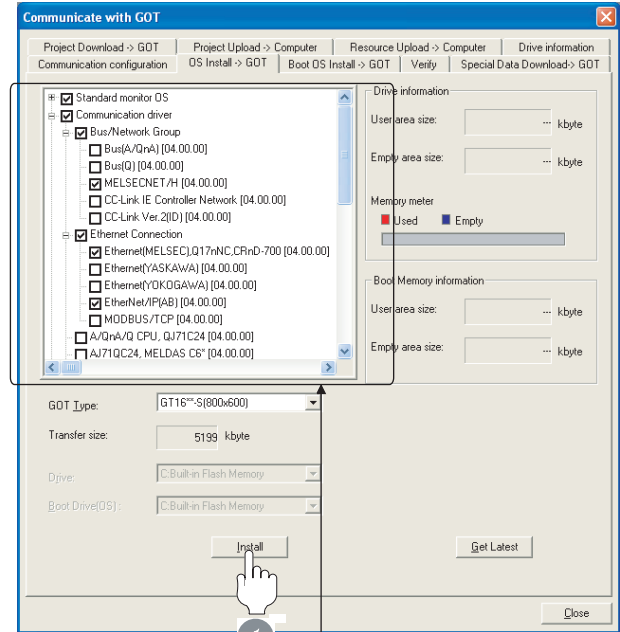 Communicate with GOT
Project Download -> GOT
Project Upload -> Computer
Resource Upload -> Computer
Drive information
Communication configuration
OS Install -> GOT
Boot OS Install -> GOT
Verify
Special Data Download-> GOT
Standard monitor OS
Communication driver
Bus/Network Group
Bus(A/QnA) [04.00.00]
Bus(Q) [04.00.00]
MELSECNET/H [04.00.00]
CC-Link IE Controller Network [04.00.00]
CC-Link Ver.2(ID) [04.00.00]
Ethernet Connection
Ethernet(MELSEC),Q17nNC,CRnD-700 [04.00.00]
Ethernet(YASKAWA) [04.00.00]
Ethernet(YOKOGAWA) [04.00.00]
EtherNet/IP(AB) [04.00.00]
MODBUS/TCP [04.00.00]
A/QnA/Q CPU, QJ71C24 [04.00.00]
AJ71QC24, MELDAS C6* [04.00.00]
Drive information
User area size: ... kbyte
Empty area size: ... kbyte
Memory meter
Used Empty
Boot Memory information
User area size: ... kbyte
Empty area size: ... kbyte
GOT Type: GT16**-S(800x600)
Transfer size: 5199 kbyte
Drive: C:Built-in Flash Memory
Boot Drive(OS) : C:Built-in Flash Memory
Install
Get Latest
Close